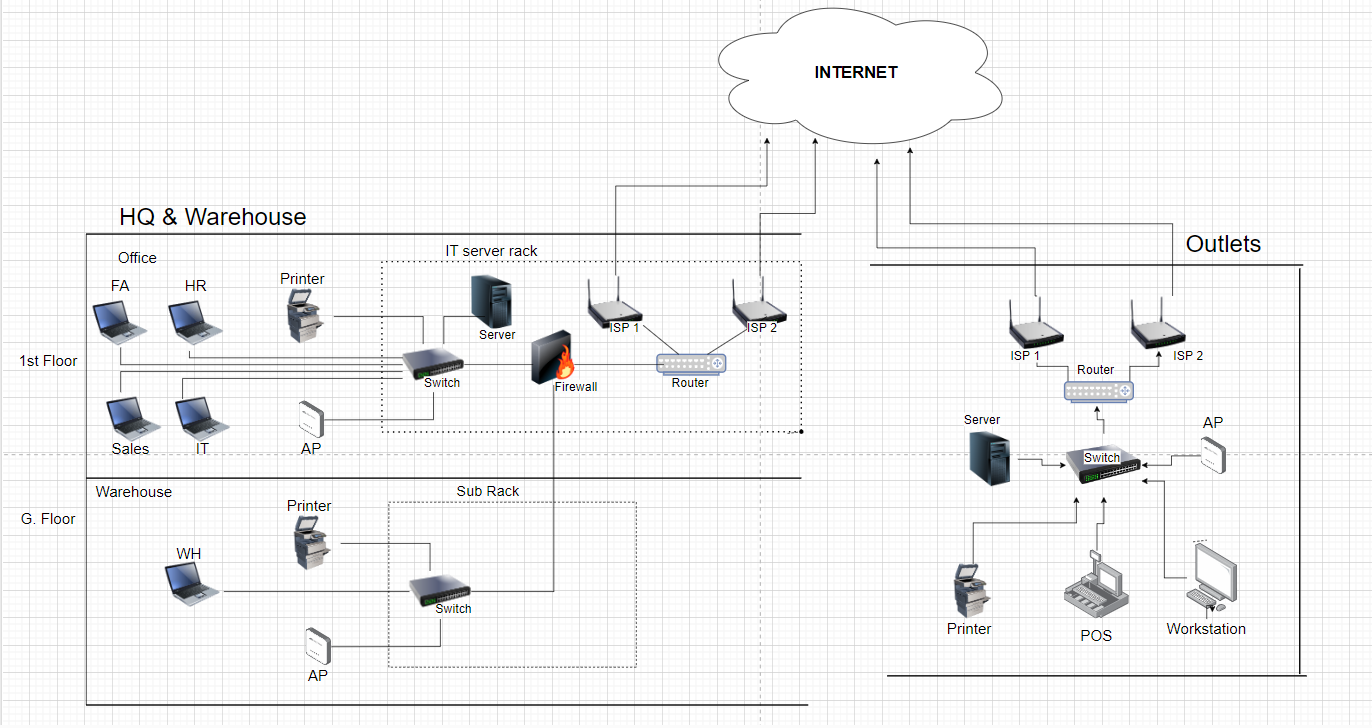 INTERNET
HQ & Warehouse
Outlets
Office
IT server rack
FA
HR
Printer
Server
ISP 1
ISP 2
1st Floor
Switch
Firewall
Router
Sales
IT
AP
Warehouse
Sub Rack
G. Floor
Printer
WH
Switch
AP
ISP 1
ISP 2
Router
Server
AP
Switch
Printer
POS
Workstation